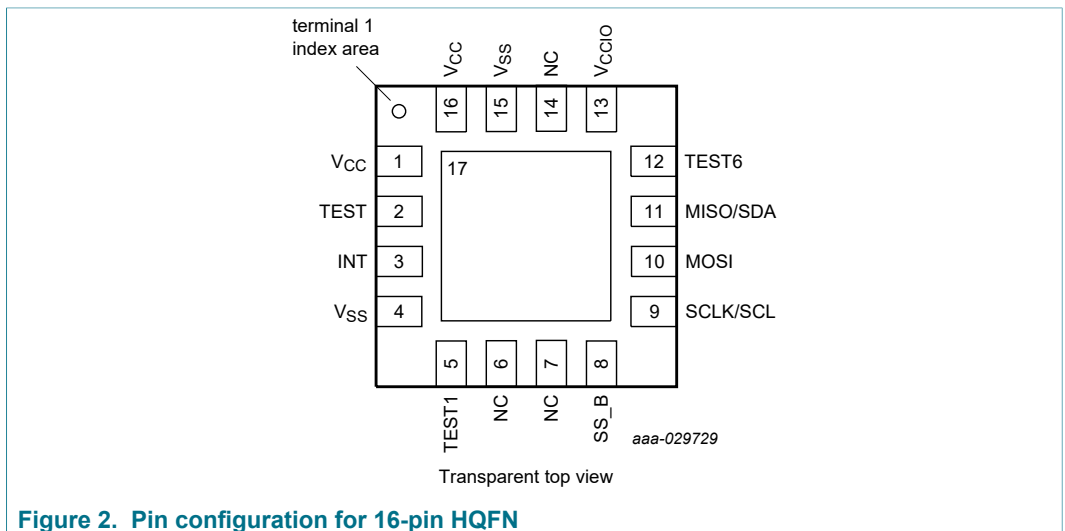 terminal 1
index area
VCC
VSS
NC
VCCIO
16
15
14
13
VCC 1
17
12 TEST6
TEST 2
11 MISO/SDA
INT 3
10 MOSI
VSS 4
9 SCLK/SCL
5
6
7
8
TEST1
NC
NC
SS_B
aaa-029729
Transparent top view
Figure 2. Pin configuration for 16-pin HQFN